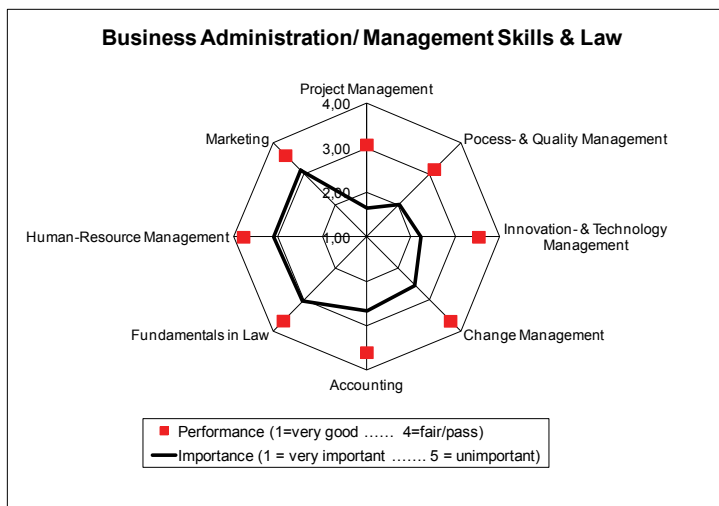 Business Administration/ Management Skills & Law
Project Management
4,00
Marketing
Pocess- & Quality Management
3,00
2,00
Human-Resource Management
1,00
Innovation- & Technology
Management
Fundamentals in Law
Change Management
Accounting
Performance (1=very good …... 4=fair/pass)
Importance (1 = very important ……. 5 = unimportant)